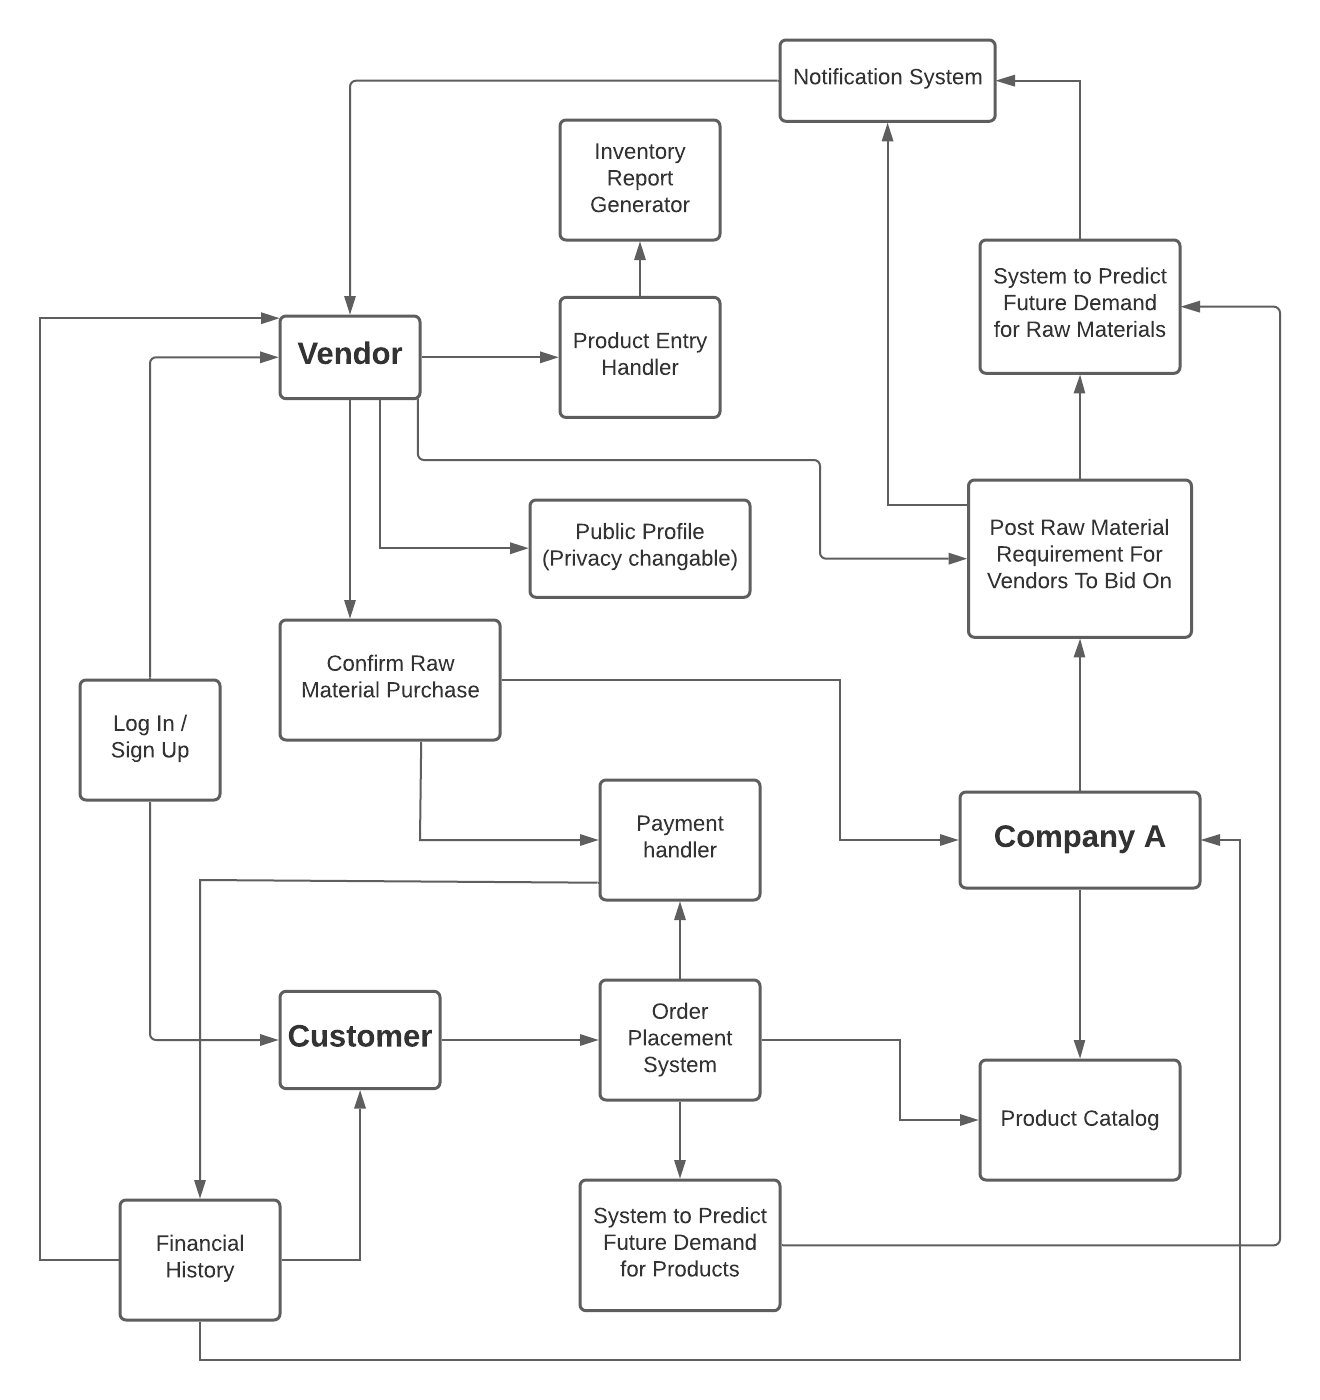 Notification System
Inventory
Report
Generator
System to Predict
Future Demand
for Raw Materials
Vendor
Product Entry
Handler
Public Profile
(Privacy changable)
Post Raw Material
Requirement For
Vendors To Bid On
Confirm Raw
Material Purchase
Log In /
Sign Up
Payment
handler
Company A
Customer
Order
Placement
System
Product Catalog
Financial
History
System to Predict
Future Demand
for Products